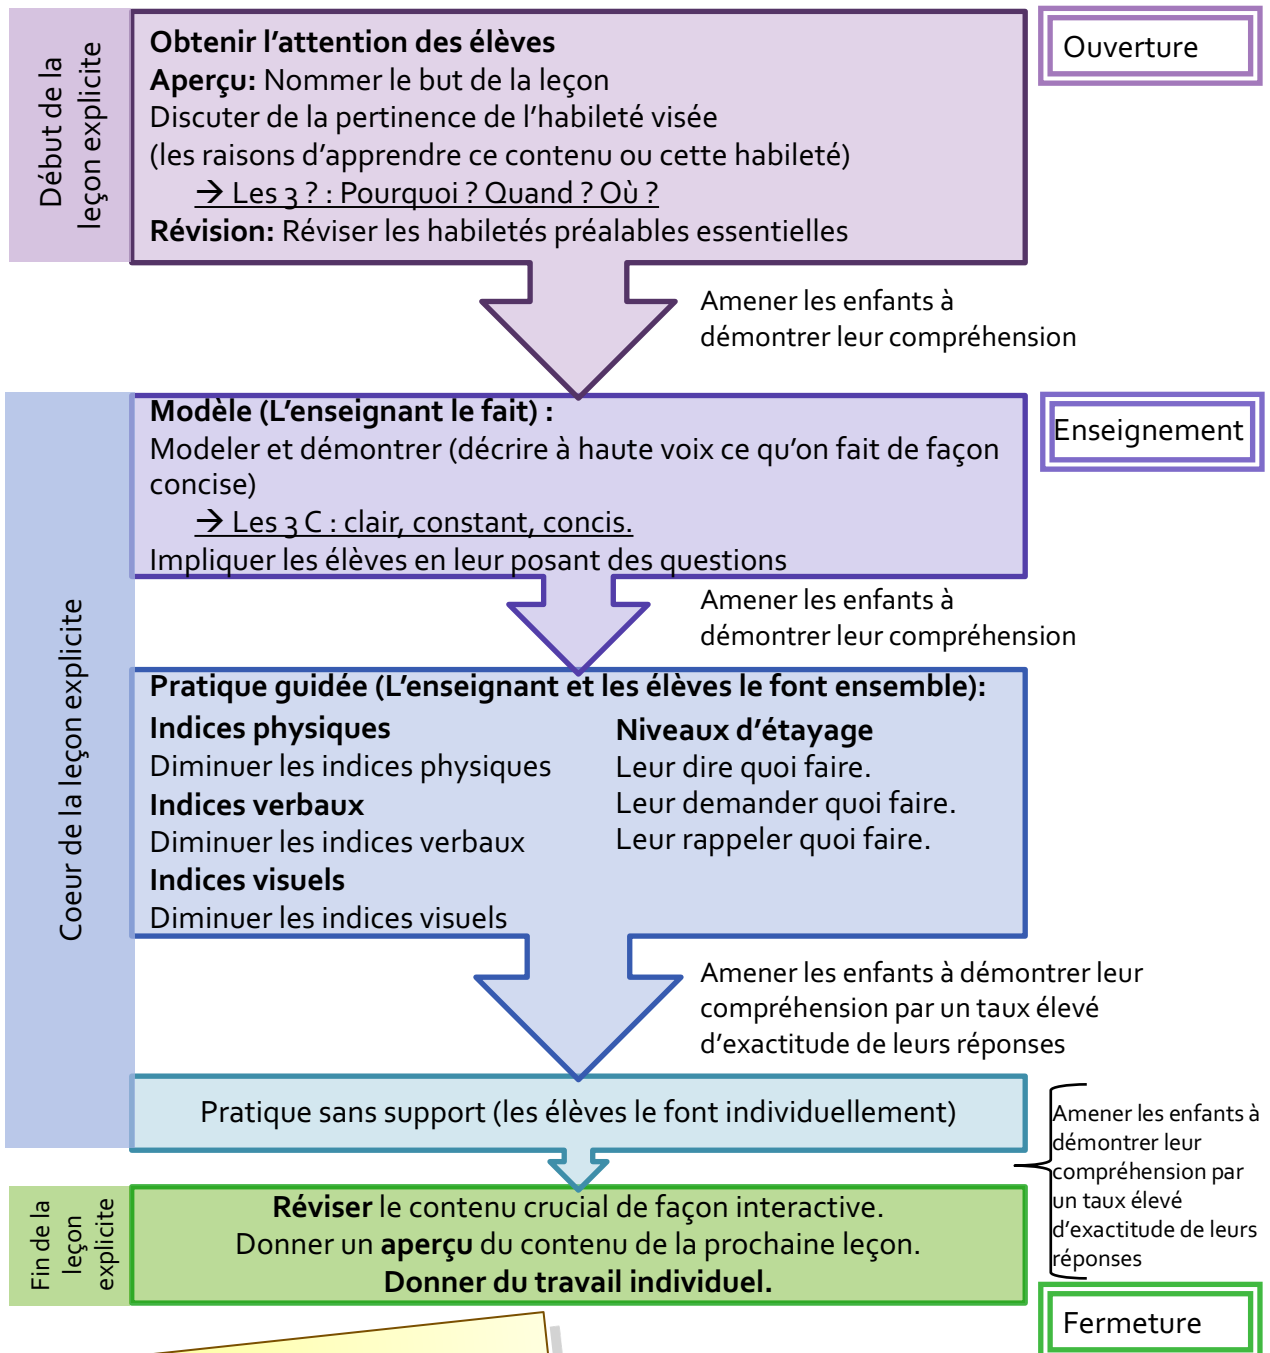 Début de la
leçon explicite
Obtenir l'attention des élèves
Aperçu: Nommer le but de la leçon
Discuter de la pertinence de l'habileté visée
(les raisons d'apprendre ce contenu ou cette habileté)
→ Les 3 ? : Pourquoi ? Quand ? Où ?
Révision: Réviser les habiletés préalables essentielles
Ouverture
Amener les enfants à
démontrer leur compréhension
Coeur de la leçon explicite
Modèle (L'enseignant le fait) :
Modeler et démontrer (décrire à haute voix ce qu'on fait de façon
concise)
→ Les 3 C : clair, constant, concis.
Impliquer les élèves en leur posant des questions
Enseignement
Amener les enfants à
démontrer leur compréhension
Pratique guidée (L'enseignant et les élèves le font ensemble):
Indices physiques
Diminuer les indices physiques
Indices verbaux
Diminuer les indices verbaux
Indices visuels
Diminuer les indices visuels
Niveaux d'étayage
Leur dire quoi faire.
Leur demander quoi faire.
Leur rappeler quoi faire.
Amener les enfants à démontrer leur
compréhension par un taux élevé
d'exactitude de leurs réponses
Pratique sans support (les élèves le font individuellement)
Amener les enfants à
démontrer leur
compréhension par
un taux élevé
d'exactitude de leurs
réponses
Fin de la
leçon
explicite
Réviser le contenu crucial de façon interactive.
Donner un aperçu du contenu de la prochaine leçon.
Donner du travail individuel.
Fermeture